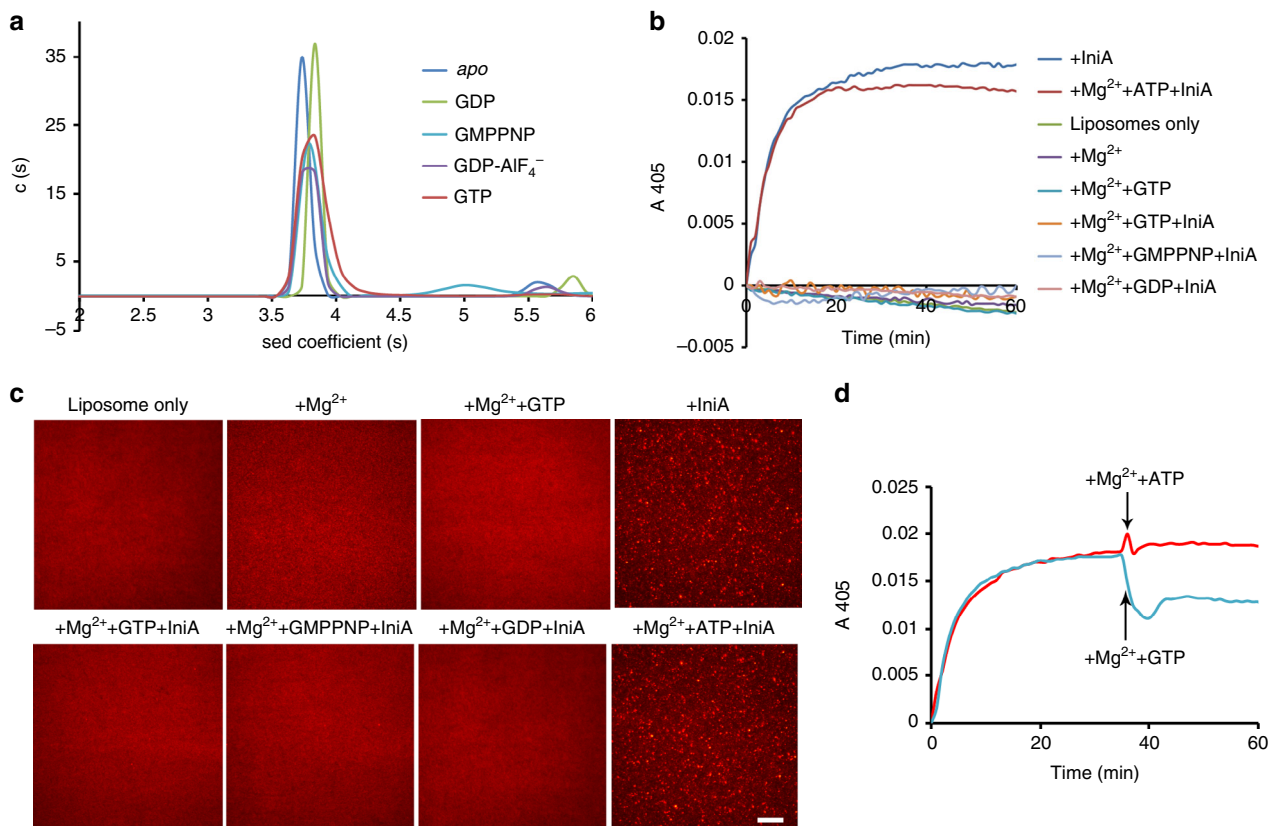 a
35
25
15
5
–5
c (s)
2
2.5
3
3.5
4
4.5
5
5.5
6
sed coefficient (s)
apo
GDP
GMPPNP
GDP-AlF₄⁻
GTP
b
0.02
0.015
0.01
0.005
0
–0.005
A 405
0
20
40
60
Time (min)
+IniA
+Mg²⁺+ATP+IniA
Liposomes only
+Mg²⁺
+Mg²⁺+GTP
+Mg²⁺+GTP+IniA
+Mg²⁺+GMPPNP+IniA
+Mg²⁺+GDP+IniA
c
Liposome only
+Mg²⁺
+Mg²⁺+GTP
+IniA
+Mg²⁺+GTP+IniA
+Mg²⁺+GMPPNP+IniA
+Mg²⁺+GDP+IniA
+Mg²⁺+ATP+IniA
d
0.025
0.02
0.015
0.01
0.005
0
A 405
0
20
40
60
Time (min)
+Mg²⁺+ATP
+Mg²⁺+GTP